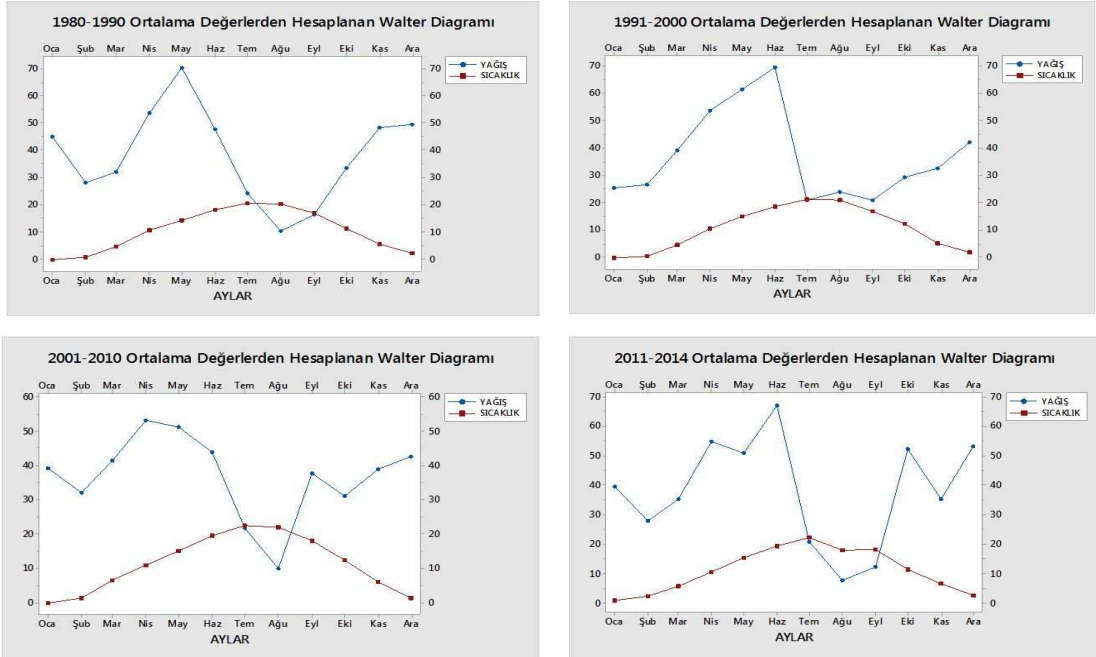 1980-1990 Ortalama Değerlerden Hesaplanan Walter Diagramı
Oca Şub Mar Nis May Haz Tem Ağu Eyl Eki Kas Ara
YAĞIŞ
SICAKLIK
70 70
60 60
50 50
40 40
30 30
20 20
10 10
0 0
Oca Şub Mar Nis May Haz Tem Ağu Eyl Eki Kas Ara
AYLAR
1991-2000 Ortalama Değerlerden Hesaplanan Walter Diagramı
Oca Şub Mar Nis May Haz Tem Ağu Eyl Eki Kas Ara
YAĞIŞ
SICAKLIK
70 70
60 60
50 50
40 40
30 30
20 20
10 10
0 0
Oca Şub Mar Nis May Haz Tem Ağu Eyl Eki Kas Ara
AYLAR
2001-2010 Ortalama Değerlerden Hesaplanan Walter Diagramı
Oca Şub Mar Nis May Haz Tem Ağu Eyl Eki Kas Ara
YAĞIŞ
SICAKLIK
60 60
50 50
40 40
30 30
20 20
10 10
0 0
Oca Şub Mar Nis May Haz Tem Ağu Eyl Eki Kas Ara
AYLAR
2011-2014 Ortalama Değerlerden Hesaplanan Walter Diagramı
Oca Şub Mar Nis May Haz Tem Ağu Eyl Eki Kas Ara
YAĞIŞ
SICAKLIK
70 70
60 60
50 50
40 40
30 30
20 20
10 10
0 0
Oca Şub Mar Nis May Haz Tem Ağu Eyl Eki Kas Ara
AYLAR